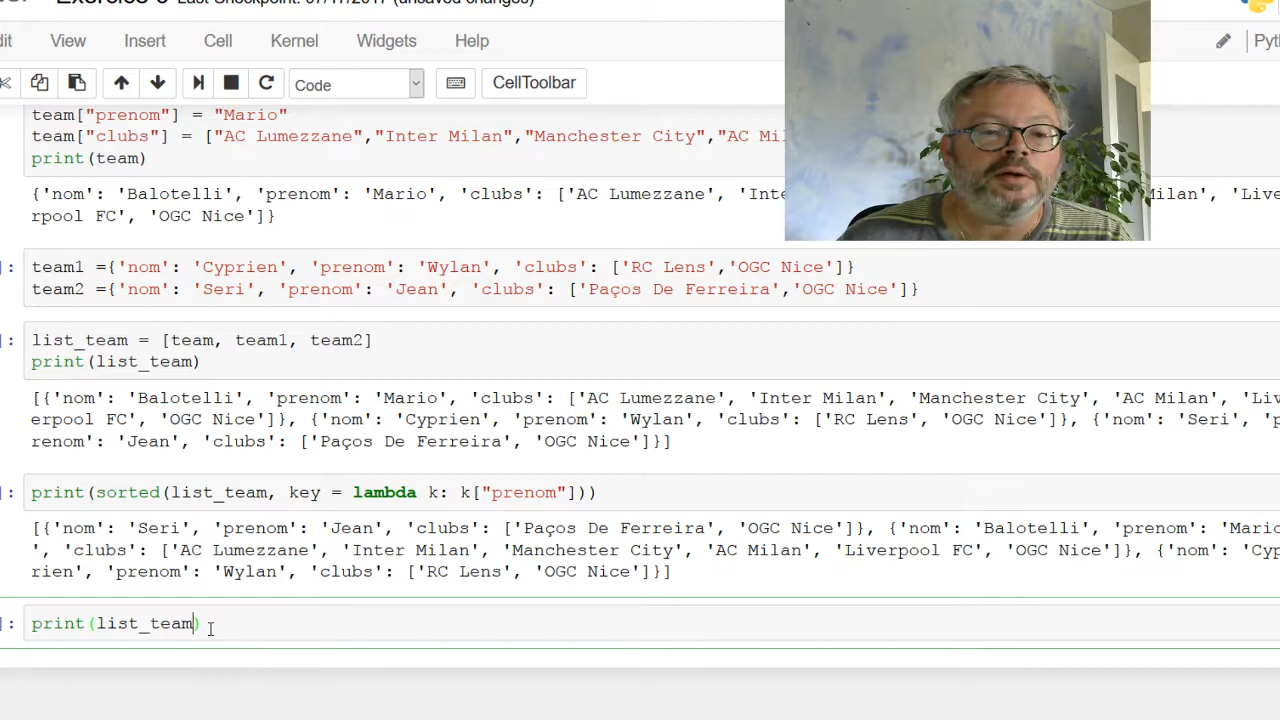 Last Checkpoint: 07/17/2017 (unsaved changes)
View Insert Cell Kernel Widgets Help
Code CellToolbar
team["prenom"] = "Mario"
team["clubs"] = ["AC Lumezzane","Inter Milan","Manchester City","AC Mil
print(team)
{'nom': 'Balotelli', 'prenom': 'Mario', 'clubs': ['AC Lumezzane', 'Inter Milan', 'Live
rpool FC', 'OGC Nice']}
team1 ={'nom': 'Cyprien', 'prenom': 'Wylan', 'clubs': ['RC Lens','OGC Nice']}
team2 ={'nom': 'Seri', 'prenom': 'Jean', 'clubs': ['Paços De Ferreira','OGC Nice']}
list_team = [team, team1, team2]
print(list_team)
[{'nom': 'Balotelli', 'prenom': 'Mario', 'clubs': ['AC Lumezzane', 'Inter Milan', 'Manchester City', 'AC Milan', 'Liv
erpool FC', 'OGC Nice']}, {'nom': 'Cyprien', 'prenom': 'Wylan', 'clubs': ['RC Lens', 'OGC Nice']}, {'nom': 'Seri', 'p
renom': 'Jean', 'clubs': ['Paços De Ferreira', 'OGC Nice']}]
print(sorted(list_team, key = lambda k: k["prenom"]))
[{'nom': 'Seri', 'prenom': 'Jean', 'clubs': ['Paços De Ferreira', 'OGC Nice']}, {'nom': 'Balotelli', 'prenom': 'Mario
', 'clubs': ['AC Lumezzane', 'Inter Milan', 'Manchester City', 'AC Milan', 'Liverpool FC', 'OGC Nice']}, {'nom': 'Cyp
rien', 'prenom': 'Wylan', 'clubs': ['RC Lens', 'OGC Nice']}]
print(list_team)